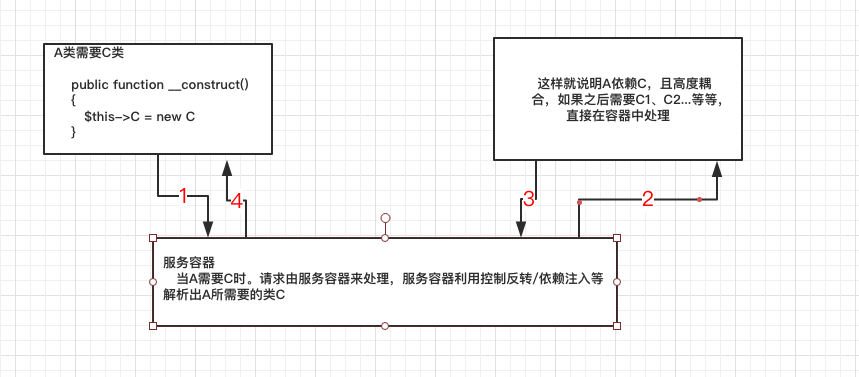 A类需要C类
public function __construct()
{
$this->C = new C
}
这样就说明A依赖C，且高度耦
合，如果之后需要C1、C2...等等，
直接在容器中处理
1
4
3
2
服务容器
当A需要C时。请求由服务容器来处理，服务容器利用控制反转/依赖注入等
解析出A所需要的类C